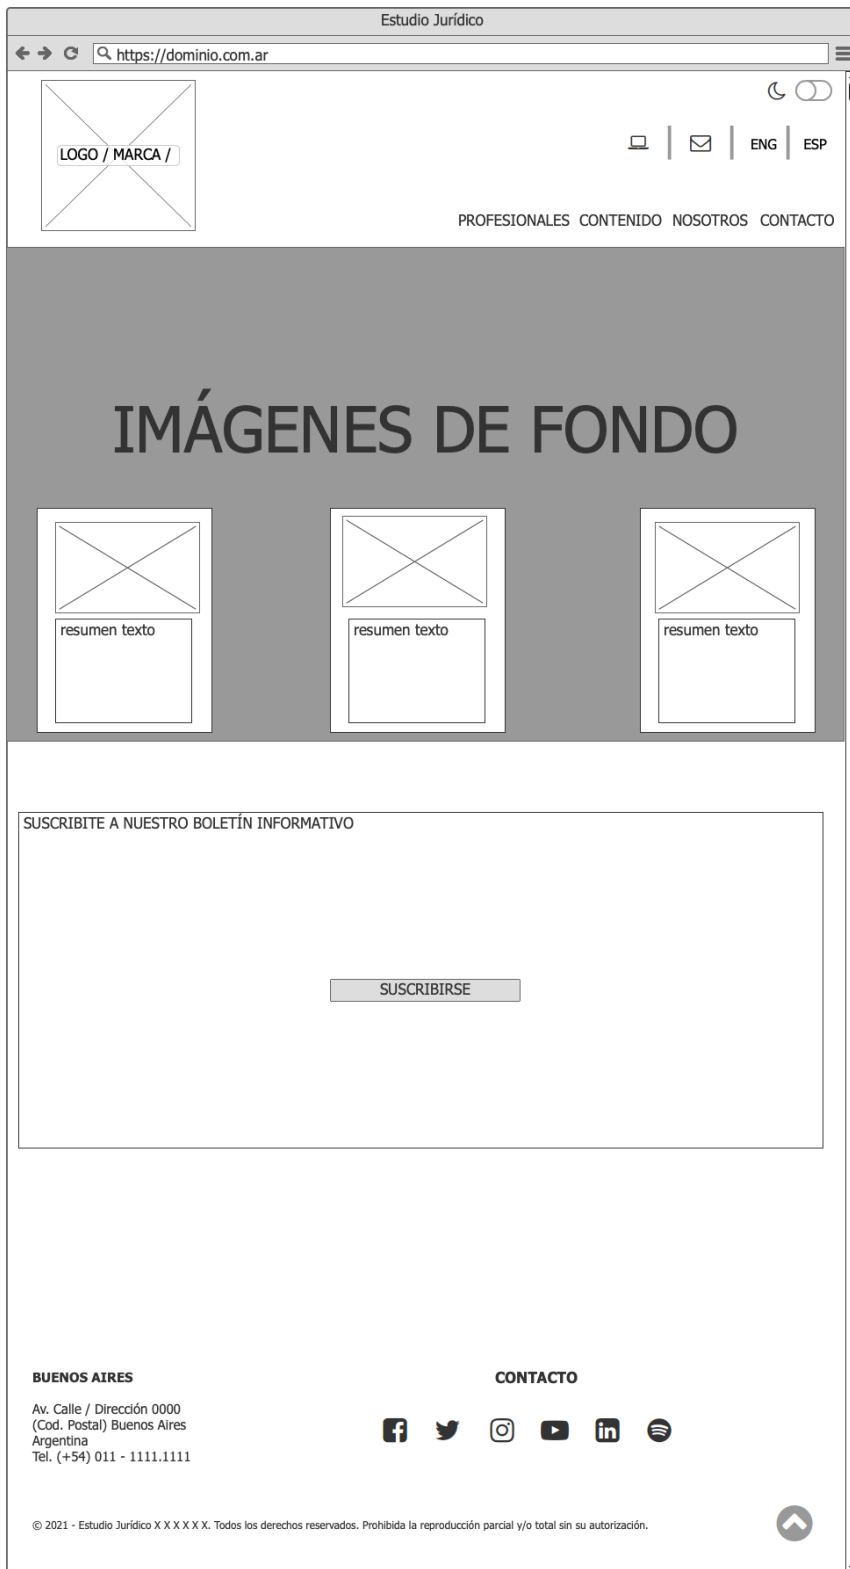 Estudio Jurídico
https://dominio.com.ar
LOGO / MARCA /
ENG
ESP
PROFESIONALES CONTENIDO NOSOTROS CONTACTO
IMÁGENES DE FONDO
resumen texto
resumen texto
resumen texto
SUSCRIBITE A NUESTRO BOLETÍN INFORMATIVO
SUSCRIBIRSE
BUENOS AIRES
Av. Calle / Dirección 0000
(Cod. Postal) Buenos Aires
Argentina
Tel. (+54) 011 - 1111.1111
CONTACTO
© 2021 - Estudio Jurídico X X X X X X. Todos los derechos reservados. Prohibida la reproducción parcial y/o total sin su autorización.